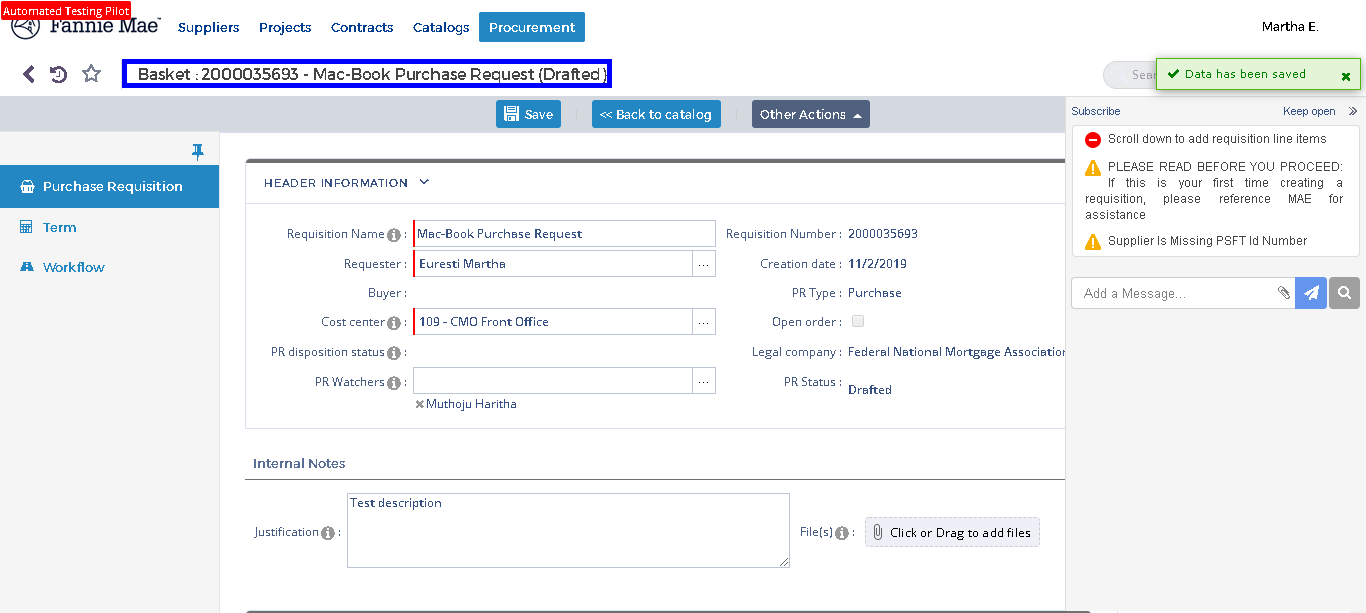 Automated Testing Pilot
Fannie Mae
Suppliers Projects Contracts Catalogs Procurement
Martha E.
Basket : 2000035693 - Mac-Book Purchase Request (Drafted)
Data has been saved
Save
<< Back to catalog
Other Actions
Subscribe
Keep open
Purchase Requisition
Term
Workflow
HEADER INFORMATION
Requisition Name : Mac-Book Purchase Request
Requisition Number : 2000035693
Requester : Euresti Martha ...
Creation date : 11/2/2019
Buyer :
PR Type : Purchase
Cost center : 109 - CMO Front Office ...
Open order :
PR disposition status :
Legal company : Federal National Mortgage Association
PR Watchers : ...
PR Status : Drafted
Muthoju Haritha
Internal Notes
Justification : Test description
File(s) : Click or Drag to add files
Scroll down to add requisition line items
PLEASE READ BEFORE YOU PROCEED:
If this is your first time creating a
requisition, please reference MAE for
assistance
Supplier Is Missing PSFT Id Number
Add a Message...